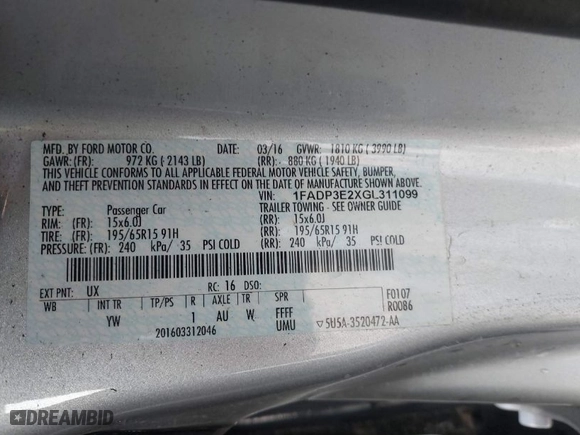 MFD. BY FORD MOTOR CO. DATE: 03/16 GVWR: 1810 KG ( 3990 LB)
GAWR: (FR): 972 KG ( 2143 LB) (RR): 880 KG ( 1940 LB)
THIS VEHICLE CONFORMS TO ALL APPLICABLE FEDERAL MOTOR VEHICLE SAFETY, BUMPER,
AND THEFT PREVENTION STANDARDS IN EFFECT ON THE DATE OF MANUFACTURE SHOWN ABOVE.
VIN: 1FADP3E2XGL311099
TYPE: Passenger Car TRAILER TOWING - SEE OWNER GUIDE
RIM: (FR): 15x6.0J (RR): 15x6.0J
TIRE: (FR): 195/65R15 91H (RR): 195/65R15 91H
PRESSURE: (FR): 240 kPa/ 35 PSI COLD (RR): 240 kPa/ 35 PSI COLD
EXT PNT: UX RC: 16 DSO:
WB INT TR TP/PS R AXLE TR SPR F0107
R0086
YW 1 AU W FFFF
201603312046 UMU ▽5U5A-3520472-AA
DREAMBID